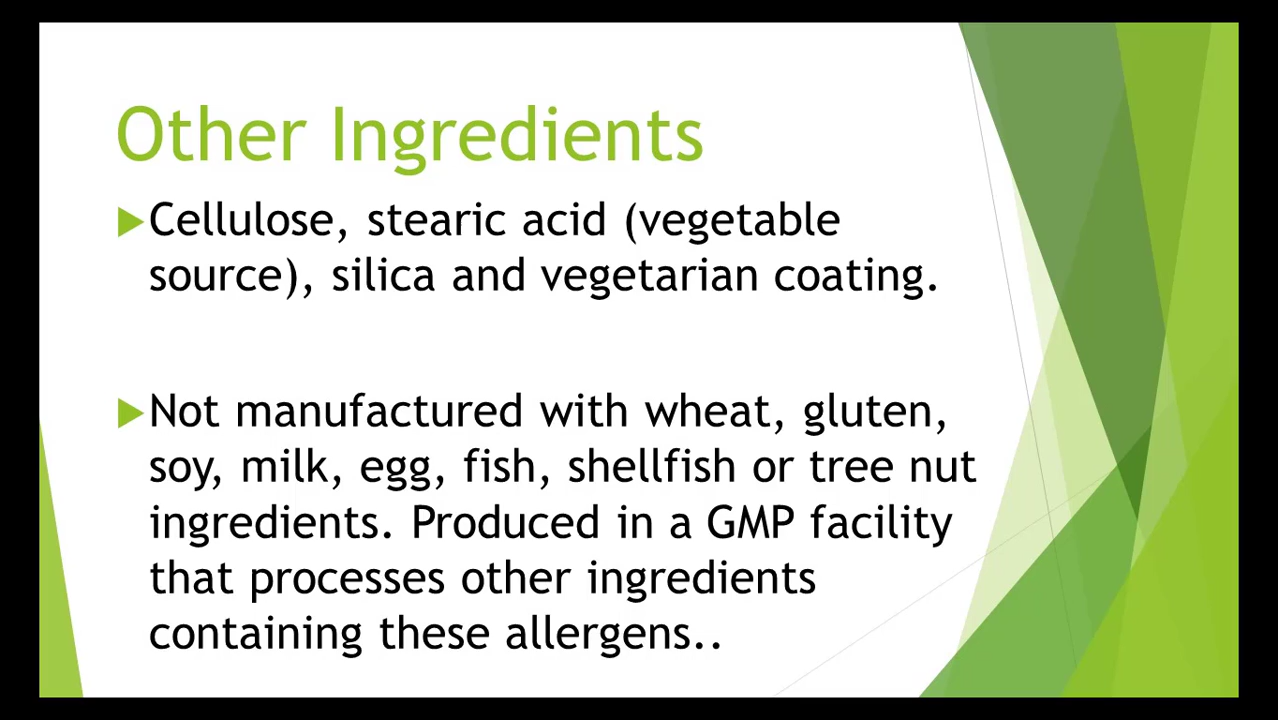 Other Ingredients
Cellulose, stearic acid (vegetable
source), silica and vegetarian coating.
Not manufactured with wheat, gluten,
soy, milk, egg, fish, shellfish or tree nut
ingredients. Produced in a GMP facility
that processes other ingredients
containing these allergens..